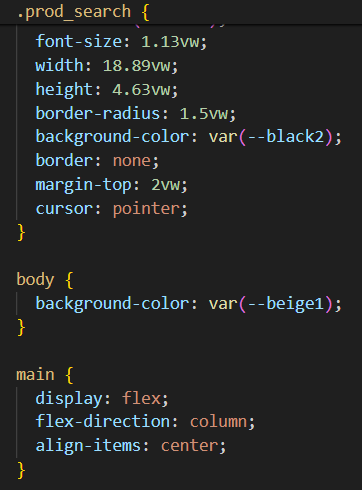 .prod_search {
font-size: 1.13vw;
width: 18.89vw;
height: 4.63vw;
border-radius: 1.5vw;
background-color: var(--black2);
border: none;
margin-top: 2vw;
cursor: pointer;
}
body {
background-color: var(--beige1);
}
main {
display: flex;
flex-direction: column;
align-items: center;
}